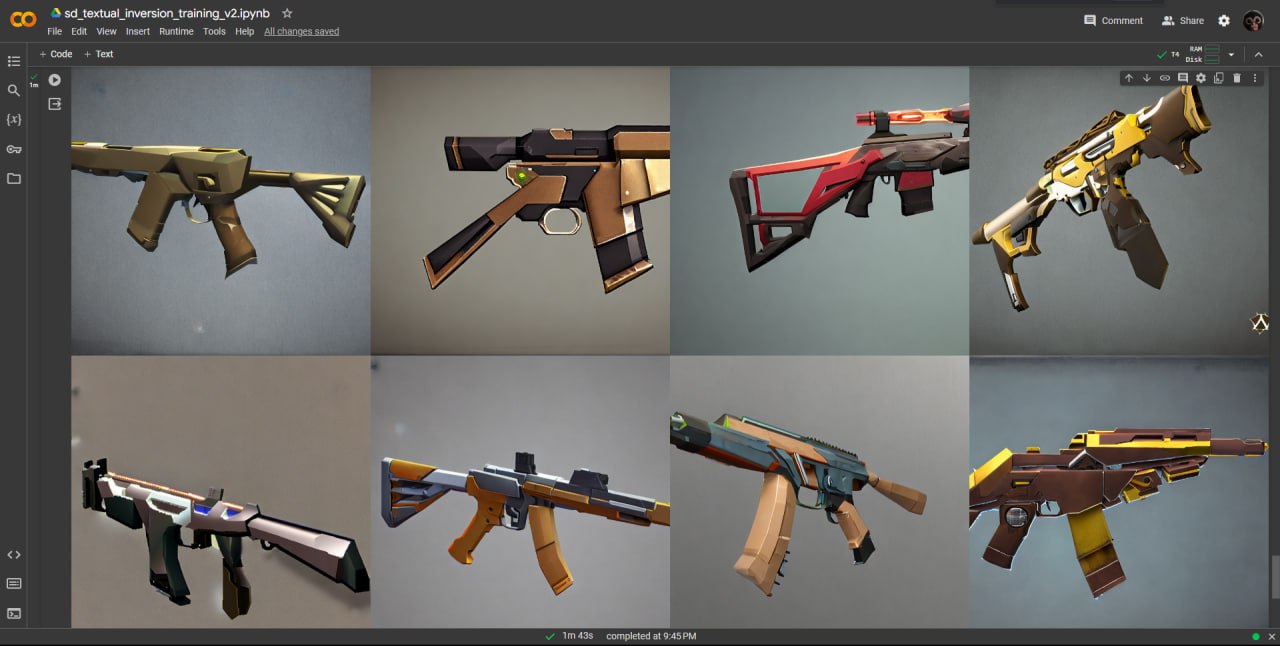 sd_textual_inversion_training_v2.ipynb
File Edit View Insert Runtime Tools Help All changes saved
Comment Share
+ Code + Text
T4 RAM
Disk
{x}
1m
1m 43s completed at 9:45 PM